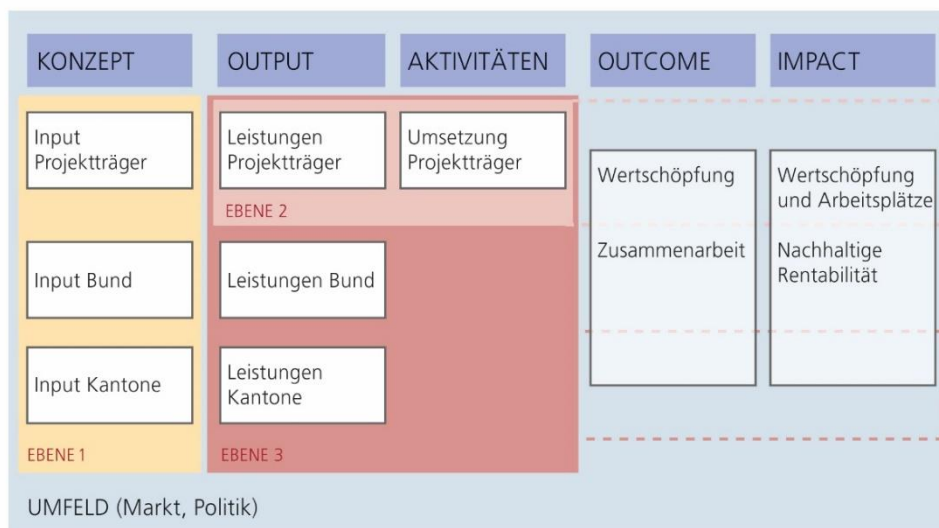 KONZEPT
OUTPUT
AKTIVITÄTEN
OUTCOME
IMPACT
Input
Projektträger
Leistungen
Projektträger
Umsetzung
Projektträger
EBENE 2
Wertschöpfung
Wertschöpfung
und Arbeitsplätze
Input Bund
Leistungen Bund
Zusammenarbeit
Nachhaltige
Rentabilität
Input Kantone
Leistungen
Kantone
EBENE 1
EBENE 3
UMFELD (Markt, Politik)